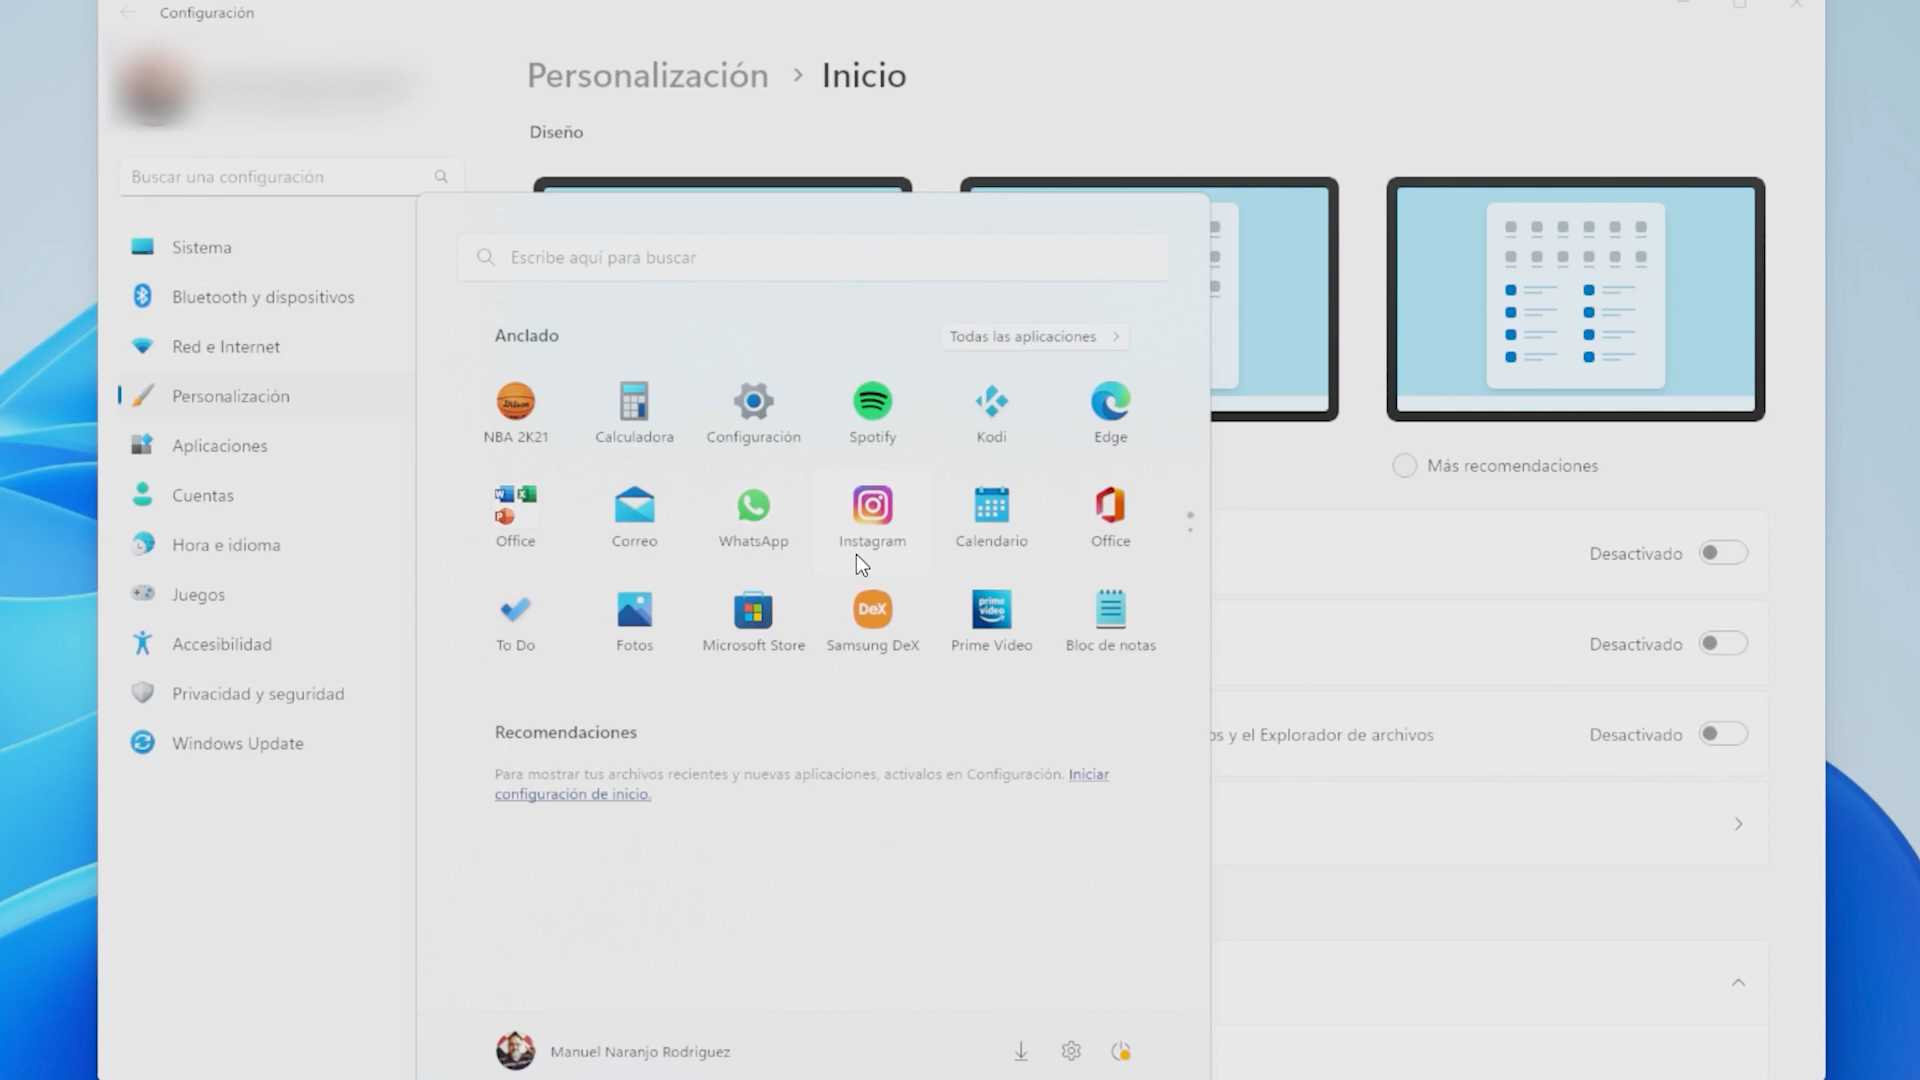 Configuración
Personalización > Inicio
Diseño
Buscar una configuración
Sistema
Bluetooth y dispositivos
Red e Internet
Personalización
Aplicaciones
Cuentas
Hora e idioma
Juegos
Accesibilidad
Privacidad y seguridad
Windows Update
Escribe aquí para buscar
Anclado
Todas las aplicaciones
NBA 2K21
Calculadora
Configuración
Spotify
Kodi
Edge
Office
Correo
WhatsApp
Instagram
Calendario
Office
To Do
Fotos
Microsoft Store
DeX
Samsung DeX
prime video
Prime Video
Bloc de notas
Recomendaciones
Para mostrar tus archivos recientes y nuevas aplicaciones, actívalos en Configuración. Iniciar
configuración de inicio.
Manuel Naranjo Rodriguez
Más recomendaciones
Desactivado
Desactivado
y el Explorador de archivos
Desactivado